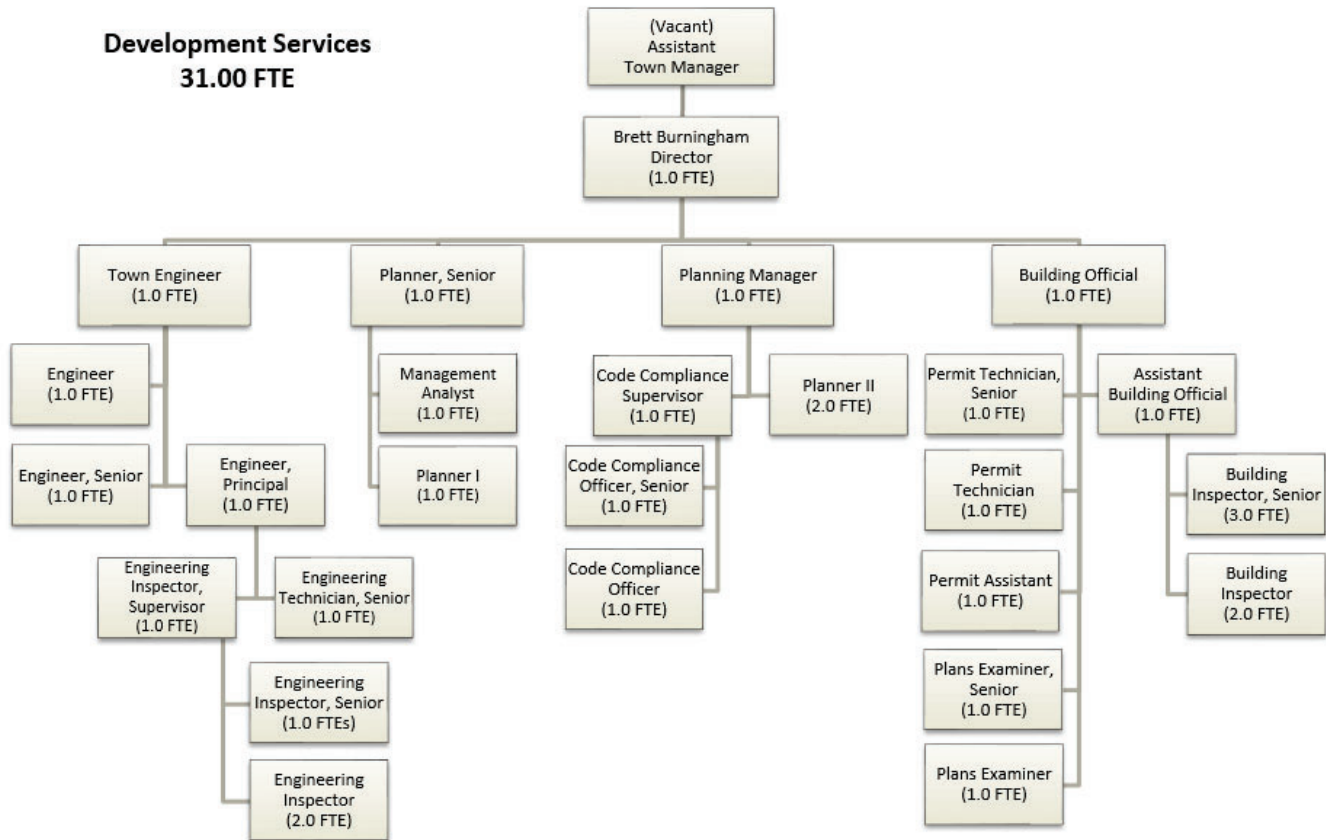 Development Services
31.00 FTE
(Vacant)
Assistant
Town Manager
Brett Burningham
Director
(1.0 FTE)
Town Engineer
(1.0 FTE)
Planner, Senior
(1.0 FTE)
Planning Manager
(1.0 FTE)
Building Official
(1.0 FTE)
Engineer
(1.0 FTE)
Engineer, Senior
(1.0 FTE)
Engineer,
Principal
(1.0 FTE)
Engineering
Inspector,
Supervisor
(1.0 FTE)
Engineering
Technician, Senior
(1.0 FTE)
Engineering
Inspector, Senior
(1.0 FTEs)
Engineering
Inspector
(2.0 FTE)
Management
Analyst
(1.0 FTE)
Planner I
(1.0 FTE)
Code Compliance
Supervisor
(1.0 FTE)
Planner II
(2.0 FTE)
Code Compliance
Officer, Senior
(1.0 FTE)
Code Compliance
Officer
(1.0 FTE)
Permit Technician,
Senior
(1.0 FTE)
Assistant
Building Official
(1.0 FTE)
Permit
Technician
(1.0 FTE)
Permit Assistant
(1.0 FTE)
Plans Examiner,
Senior
(1.0 FTE)
Plans Examiner
(1.0 FTE)
Building
Inspector, Senior
(3.0 FTE)
Building
Inspector
(2.0 FTE)